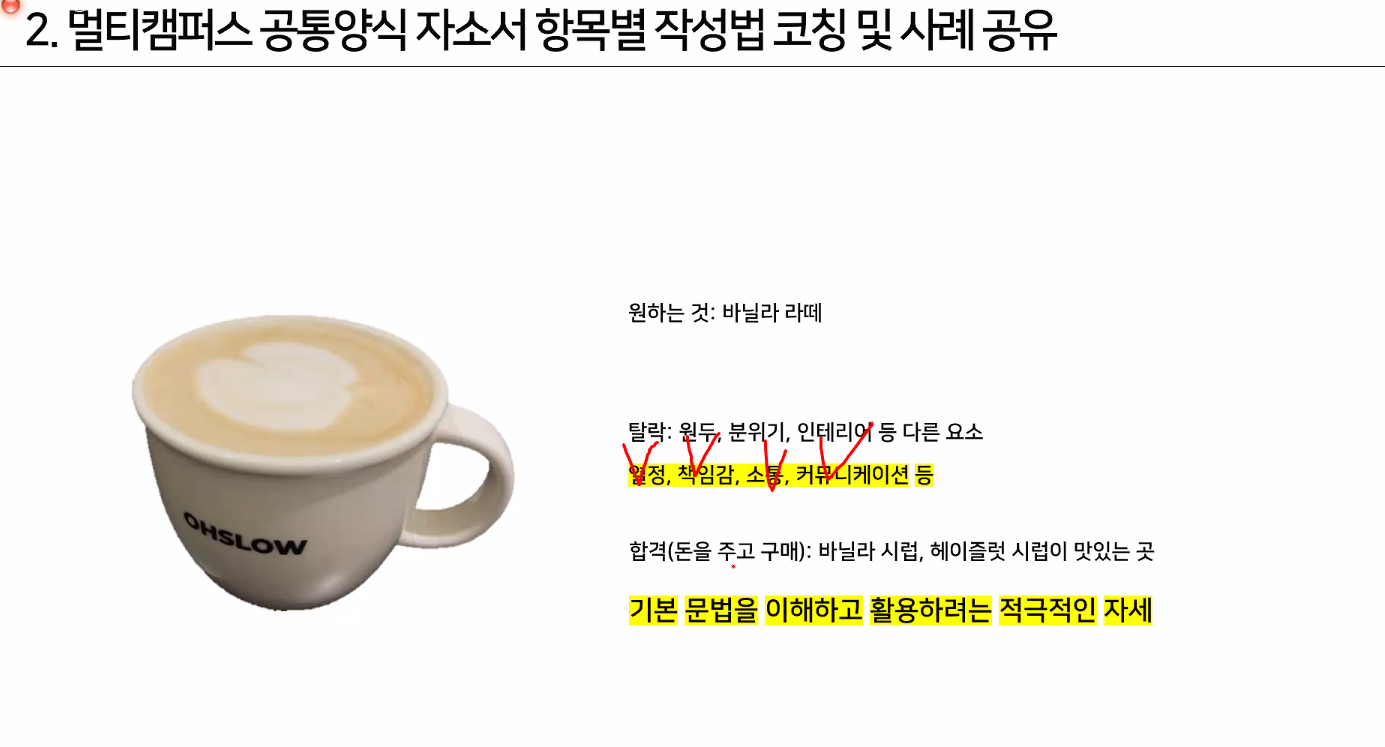 2. 멀티캠퍼스 공통양식 자소서 항목별 작성법 코칭 및 사례 공유
원하는 것: 바닐라 라떼
탈락: 원두, 분위기, 인테리어 등 다른 요소
열정, 책임감, 소통, 커뮤니케이션 등
OHSLOW
합격(돈을 주고 구매): 바닐라 시럽, 헤이즐럿 시럽이 맛있는 곳
기본 문법을 이해하고 활용하려는 적극적인 자세